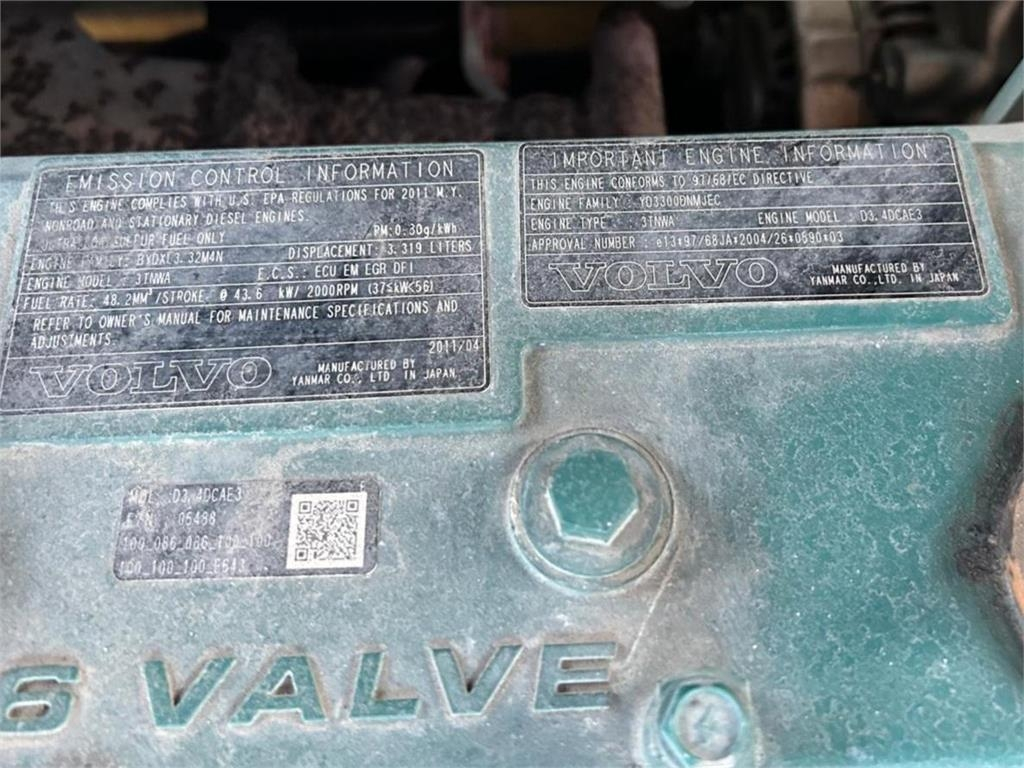 EMISSION CONTROL INFORMATION
THIS ENGINE COMPLIES WITH U.S. EPA REGULATIONS FOR 2011 M.Y.
NONROAD AND STATIONARY DIESEL ENGINES.
ULTRA LOW SULFUR FUEL ONLY PM:0.30g/kWh
ENGINE FAMILY: BYDXL3.32M4N DISPLACEMENT :3.319 LITERS
ENGINE MODEL : 3TNWA E.C.S.: ECU EM EGR DFI
FUEL RATE: 48.2MM³/STROKE @ 43.6 kW/ 2000RPM (37≤kW<56)
REFER TO OWNER'S MANUAL FOR MAINTENANCE SPECIFICATIONS AND
ADJUSTMENTS.
2011/04
VOLVO
MANUFACTURED BY
YANMAR CO., LTD. IN JAPAN.
IMPORTANT ENGINE INFORMATION
THIS ENGINE CONFORMS TO 97/68/EC DIRECTIVE
ENGINE FAMILY : YD3300DNMJEC
ENGINE TYPE : 3TNWA ENGINE MODEL : D3.4DCAE3
APPROVAL NUMBER : e13*97/68JA*2004/26*0590*03
VOLVO
MANUFACTURED BY
YANMAR CO.,LTD. IN JAPAN
MDL :D3.4DCAE3 F
E/N 05488
100_086_086_100_100
100_100_100
6 VALVE